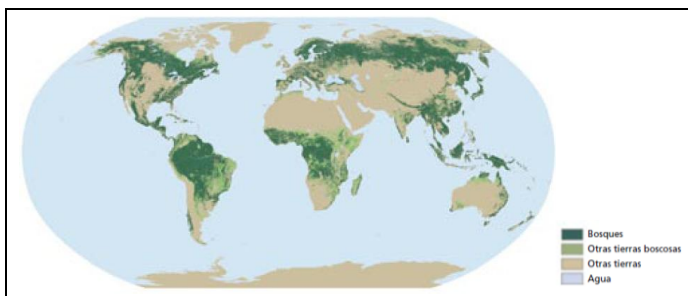 Bosques
Otras tierras boscosas
Otras tierras
Agua